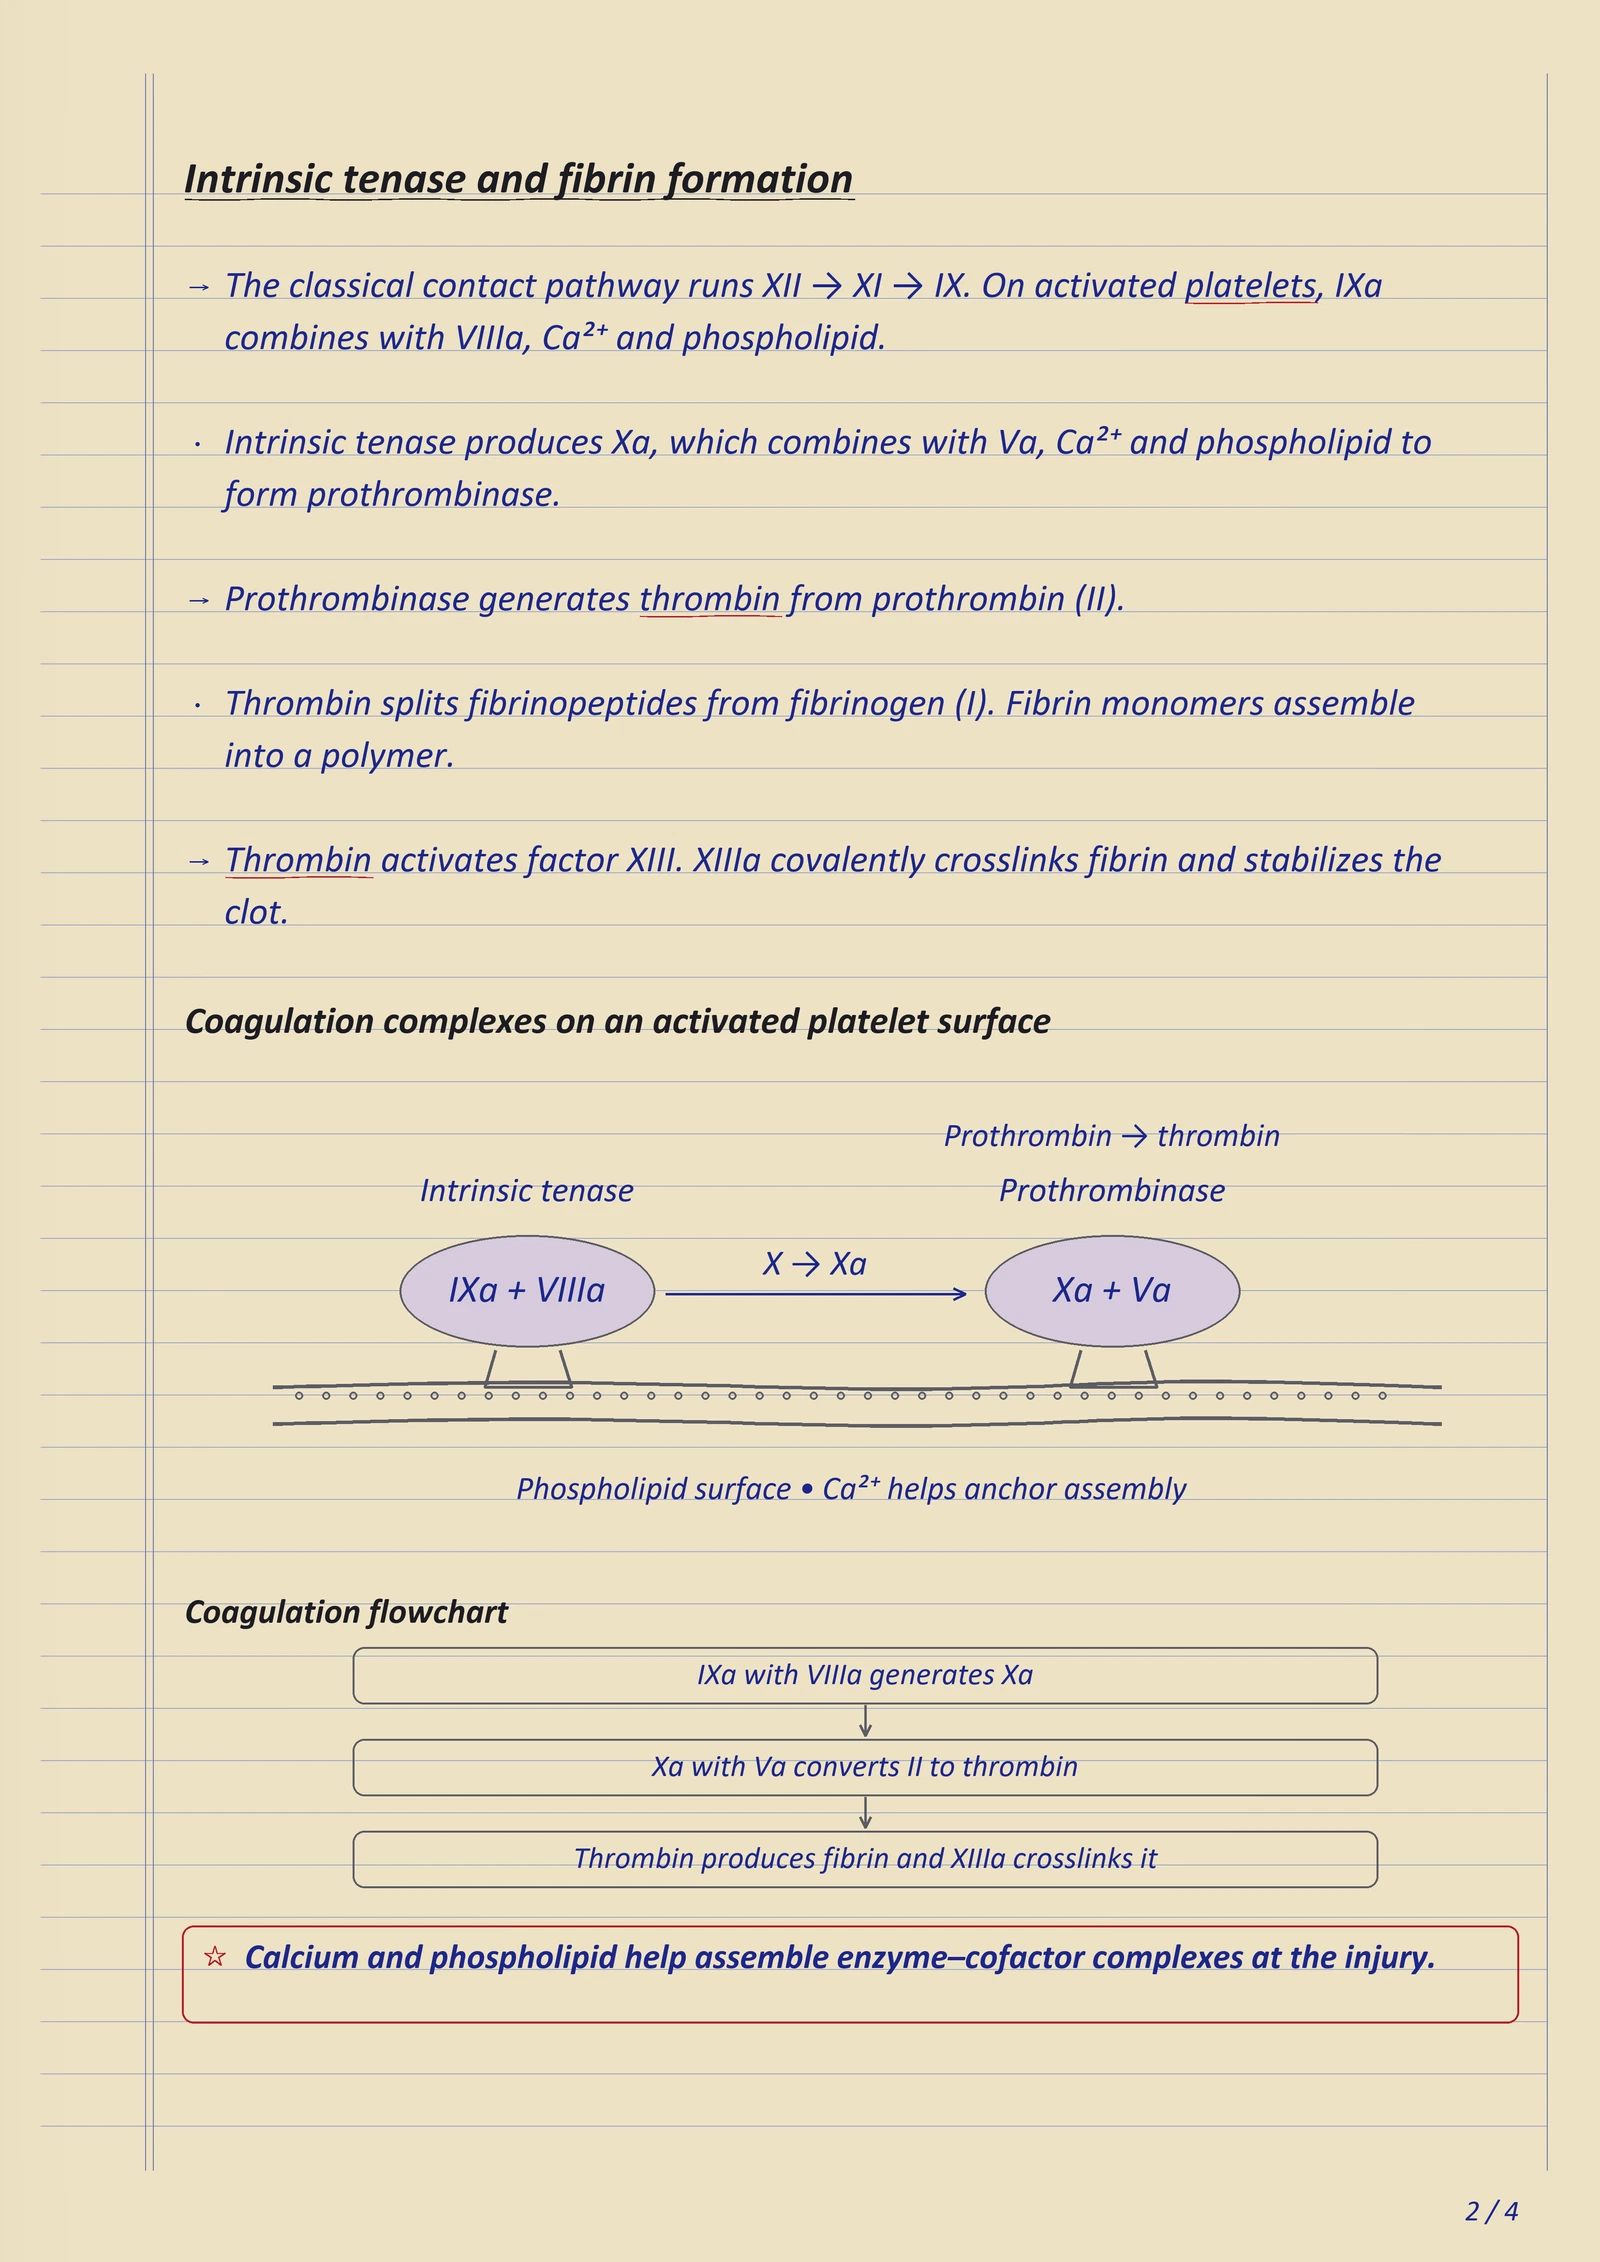 Intrinsic tenase and fibrin formation
→ The classical contact pathway runs XII → XI → IX. On activated platelets, IXa
combines with VIIIa, Ca²⁺ and phospholipid.
· Intrinsic tenase produces Xa, which combines with Va, Ca²⁺ and phospholipid to
form prothrombinase.
→ Prothrombinase generates thrombin from prothrombin (II).
· Thrombin splits fibrinopeptides from fibrinogen (I). Fibrin monomers assemble
into a polymer.
→ Thrombin activates factor XIII. XIIIa covalently crosslinks fibrin and stabilizes the
clot.
Coagulation complexes on an activated platelet surface
Prothrombin → thrombin
Intrinsic tenase
Prothrombinase
IXa + VIIIa
X → Xa
Xa + Va
Phospholipid surface • Ca²⁺ helps anchor assembly
Coagulation flowchart
IXa with VIIIa generates Xa
Xa with Va converts II to thrombin
Thrombin produces fibrin and XIIIa crosslinks it
☆ Calcium and phospholipid help assemble enzyme–cofactor complexes at the injury.
2 / 4